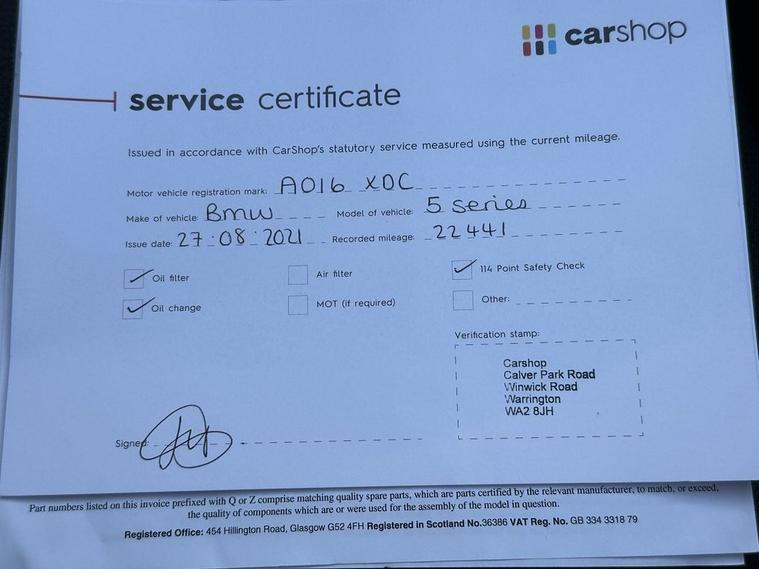 carshop
service certificate
Issued in accordance with CarShop's statutory service measured using the current mileage.
Motor vehicle registration mark: AO16 XDC
Make of vehicle: BMW Model of vehicle: 5 Series
Issue date: 27.08.2021 Recorded mileage: 22441
Oil filter Air filter 114 Point Safety Check
Oil change MOT (if required) Other:
Verification stamp:
Carshop
Calver Park Road
Winwick Road
Warrington
WA2 8JH
Signed:
Part numbers listed on this invoice prefixed with Q or Z comprise matching quality spare parts, which are parts certified by the relevant manufacturer, to match, or exceed,
the quality of components which are or were used for the assembly of the model in question.
Registered Office: 454 Hillington Road, Glasgow G52 4FH Registered in Scotland No.36386 VAT Reg. No. GB 334 3318 79